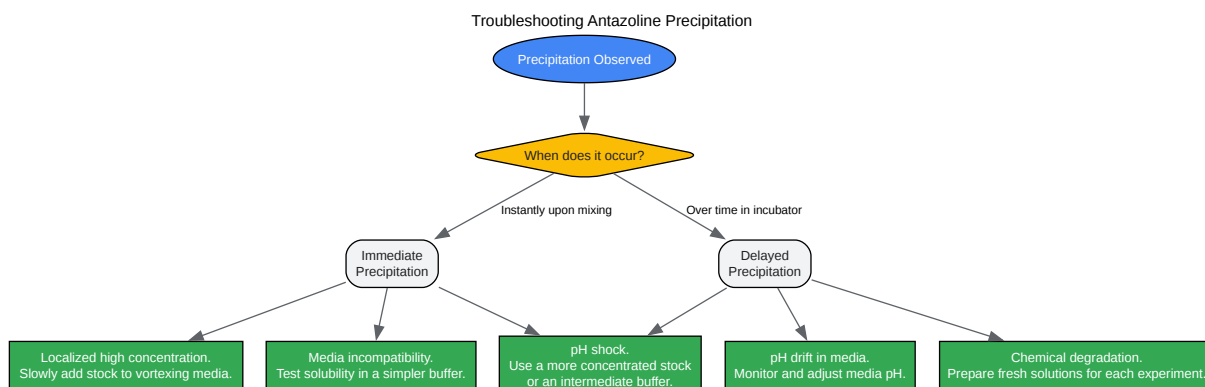 Troubleshooting Antazoline Precipitation
Precipitation Observed
When does it occur?
Instantly upon mixing
Over time in incubator
Immediate
Precipitation
Delayed
Precipitation
Localized high concentration.
Slowly add stock to vortexing media.
Media incompatibility.
Test solubility in a simpler buffer.
pH shock.
Use a more concentrated stock
or an intermediate buffer.
pH drift in media.
Monitor and adjust media pH.
Chemical degradation.
Prepare fresh solutions for each experiment.